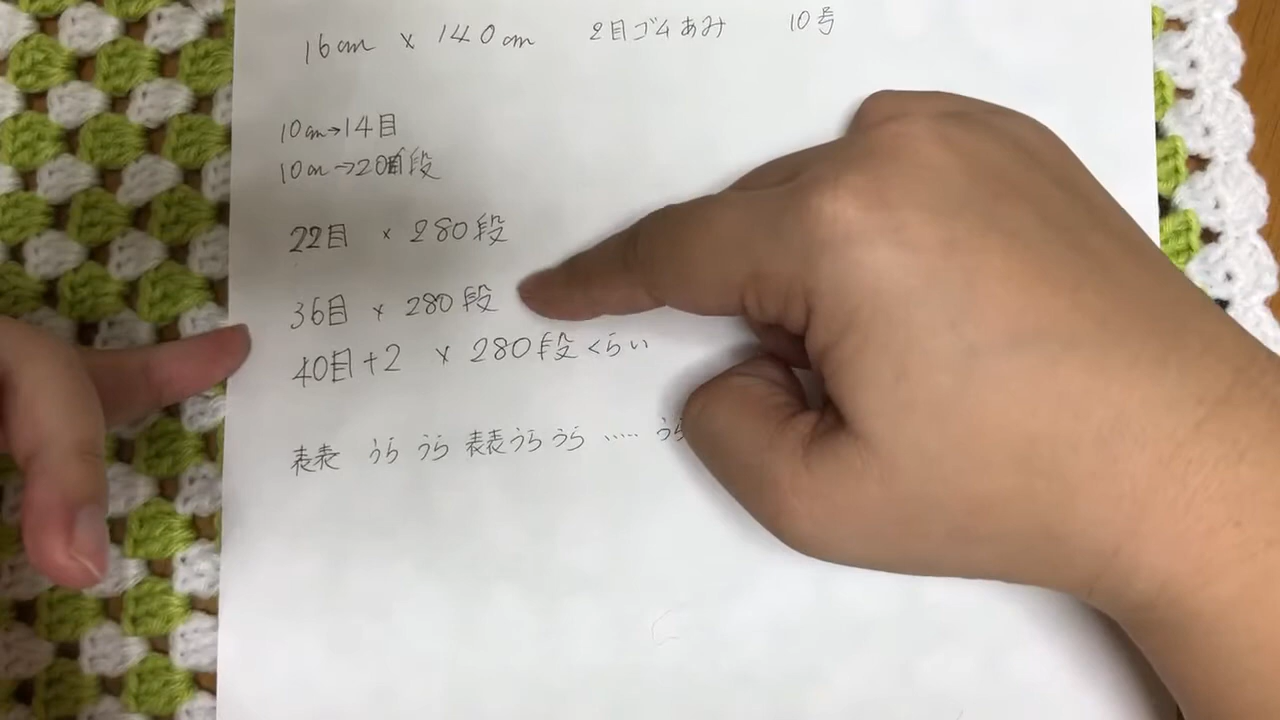 16cm × 140cm 2目ゴムあみ 10号
10cm→14目
10cm→20段
22目 × 280段
36目 × 280段
40目+2 × 280段くらい
表表 うら うら 表表うら うら ・・・・・ うら